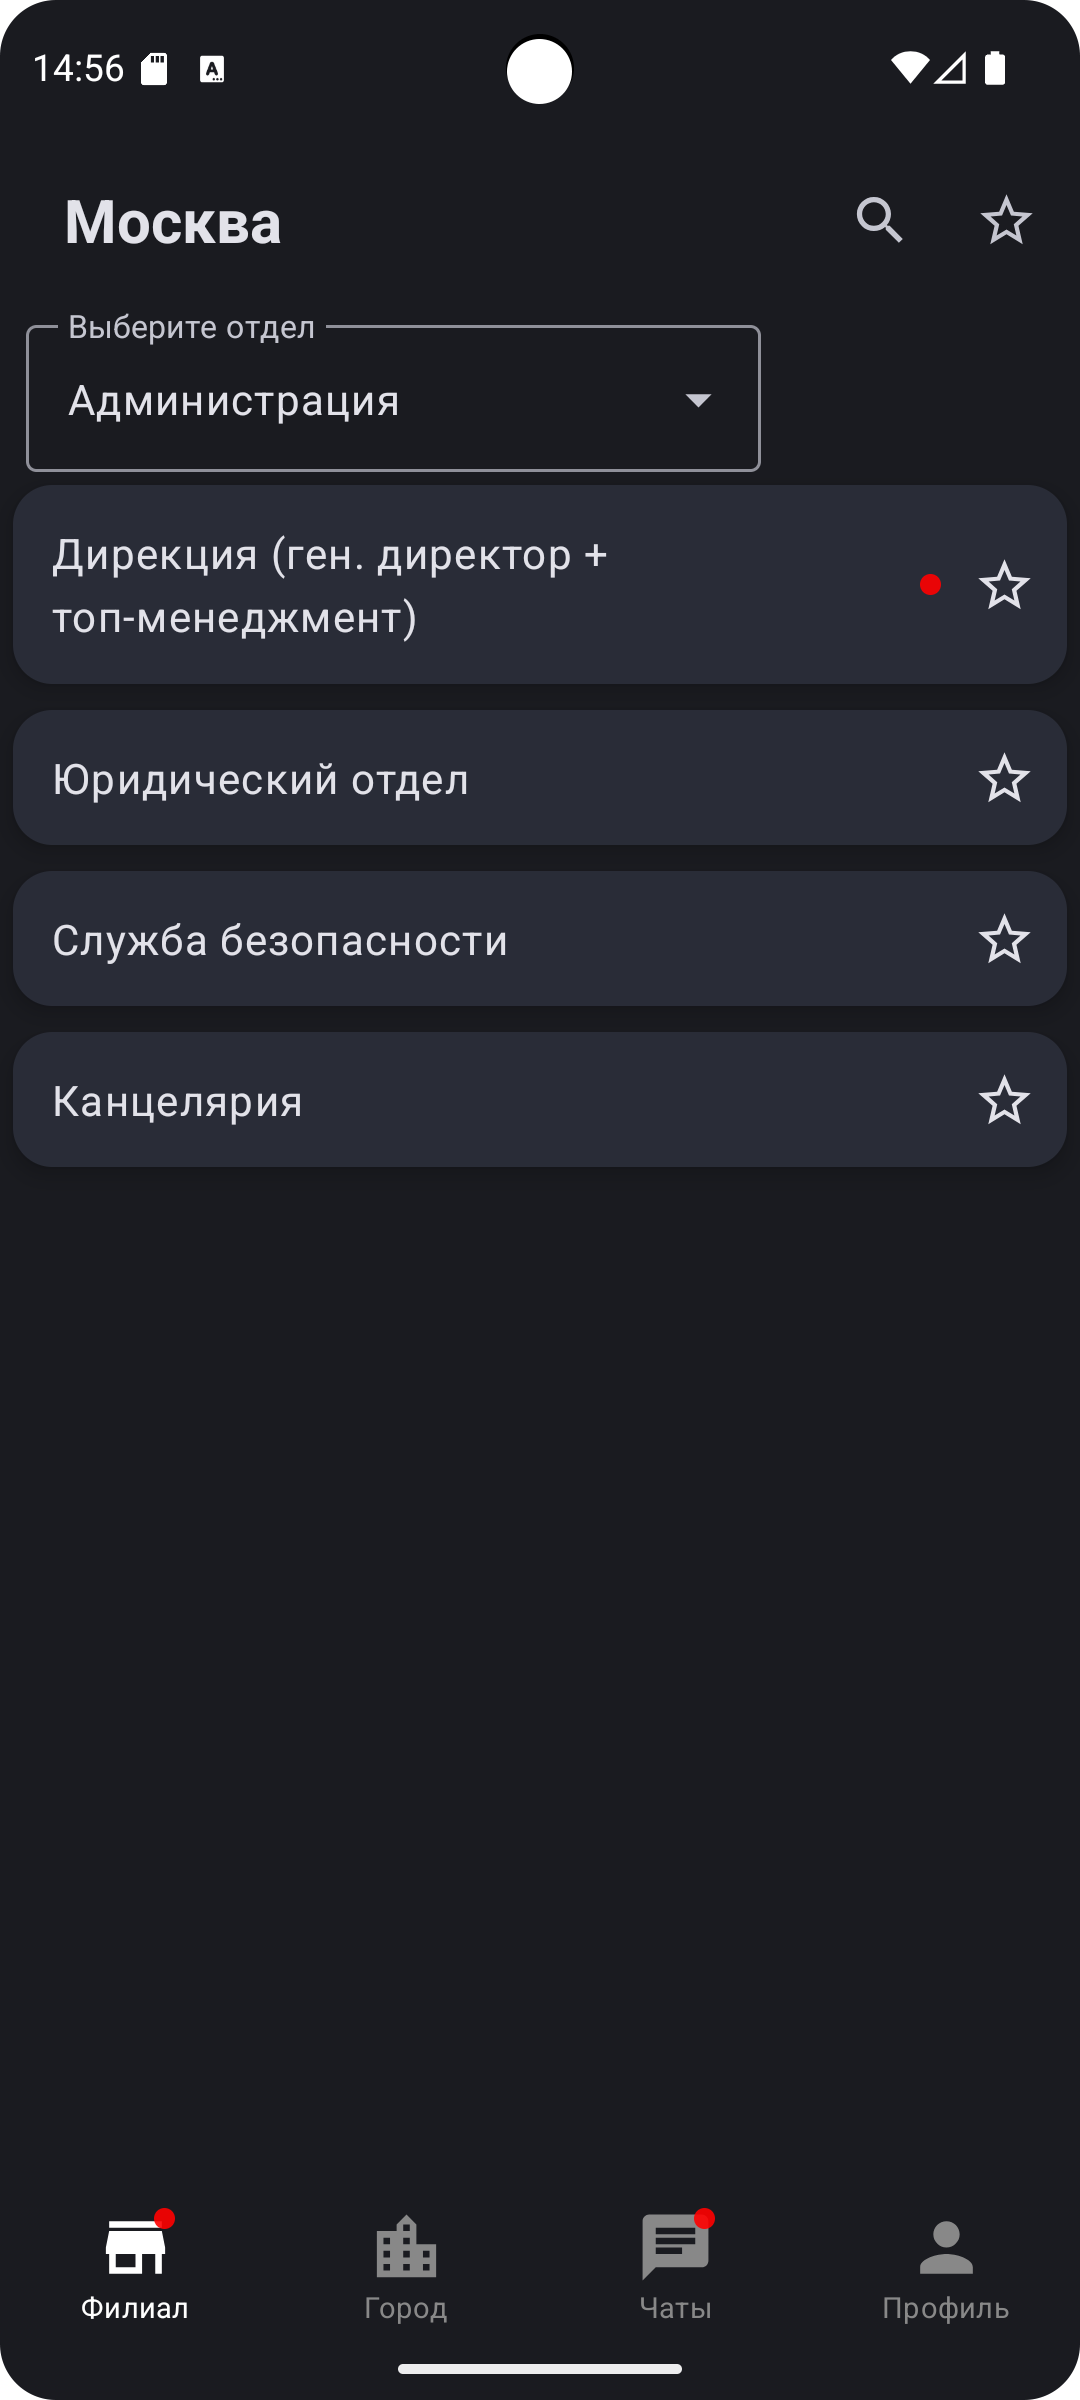 14:56
Москва
Выберите отдел
Администрация
Дирекция (ген. директор +
топ-менеджмент)
Юридический отдел
Служба безопасности
Канцелярия
Филиал
Город
Чаты
Профиль